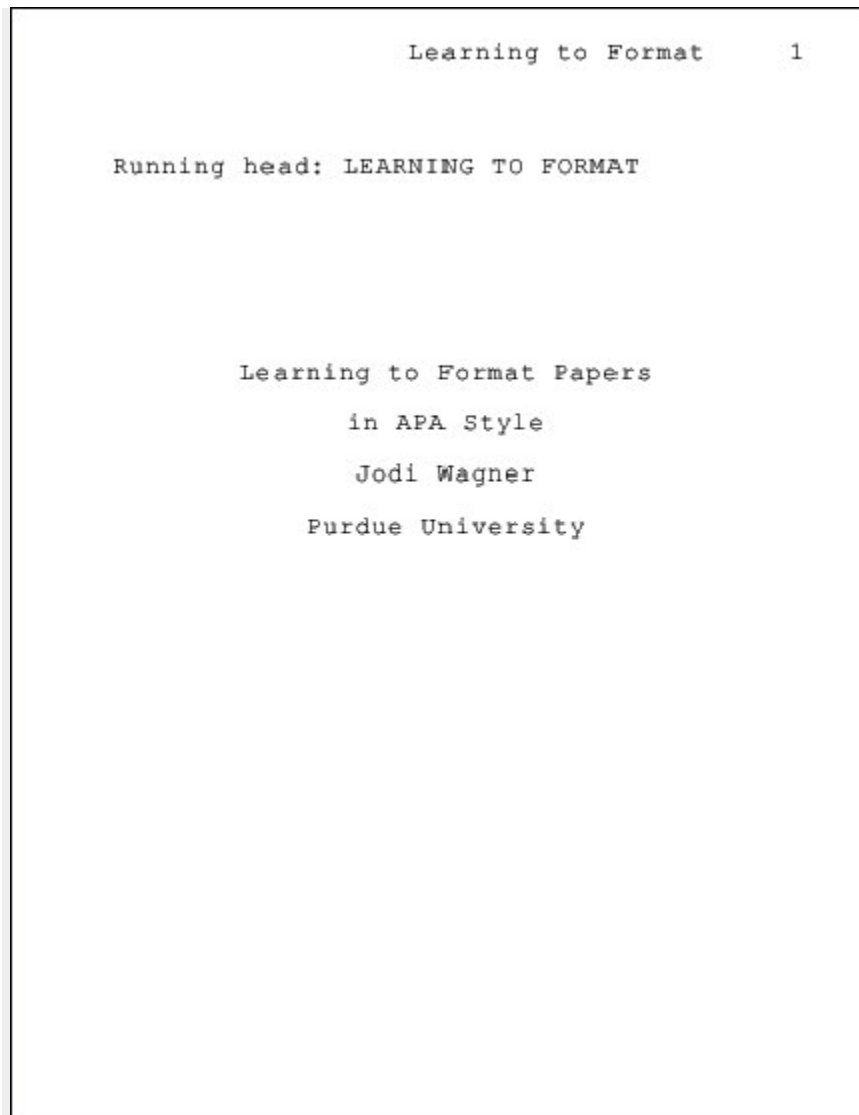 Learning to Format 1
Running head: LEARNING TO FORMAT
Learning to Format Papers
in APA Style
Jodi Wagner
Purdue University